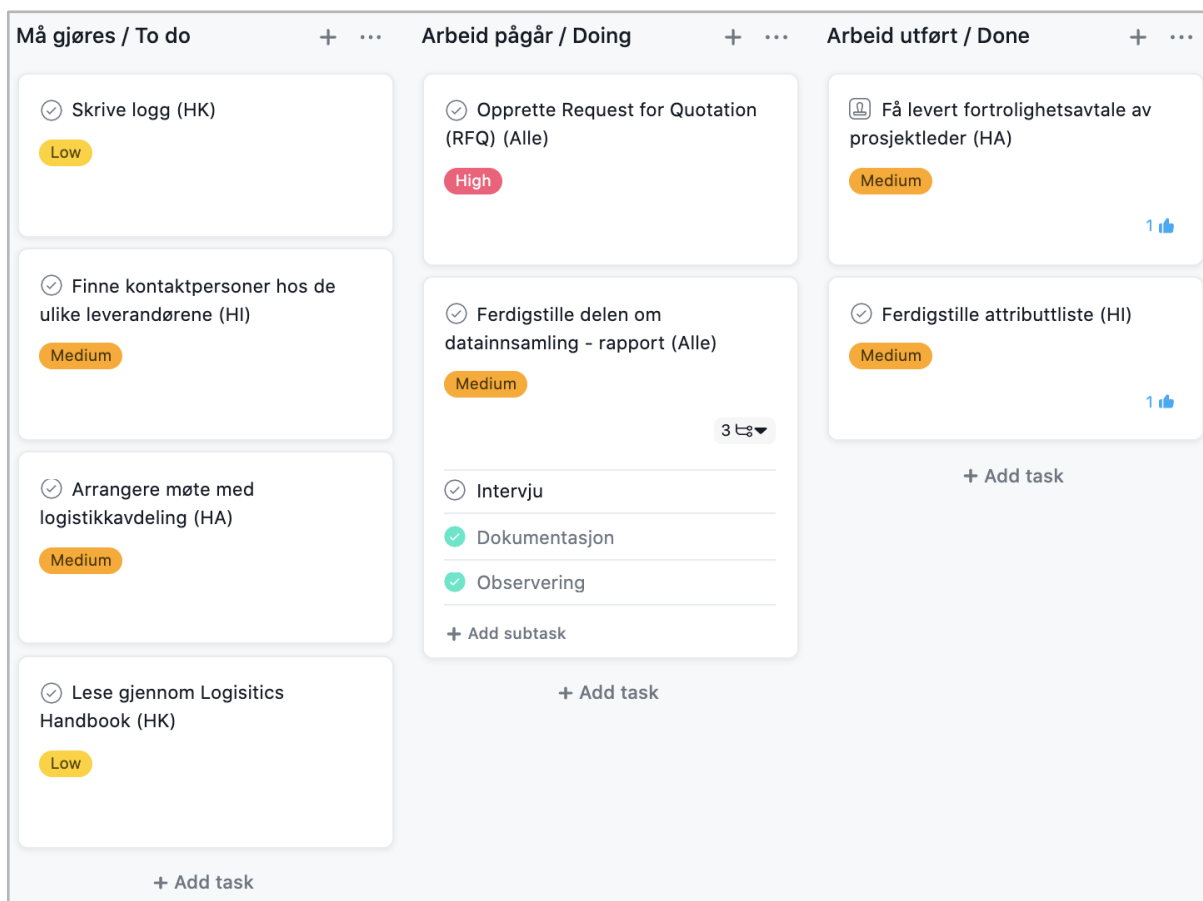 Må gjøres / To do
Skrive logg (HK)
Low
Finne kontaktpersoner hos de
ulike leverandørene (HI)
Medium
Arrangere møte med
logistikkavdeling (HA)
Medium
Lese gjennom Logisitics
Handbook (HK)
Low
+ Add task
Arbeid pågår / Doing
Opprette Request for Quotation
(RFQ) (Alle)
High
Ferdigstille delen om
datainnsamling - rapport (Alle)
Medium
3
Intervju
Dokumentasjon
Observering
+ Add subtask
+ Add task
Arbeid utført / Done
Få levert fortrolighetsavtale av
prosjektleder (HA)
Medium
1
Ferdigstille attributtliste (HI)
Medium
1
+ Add task